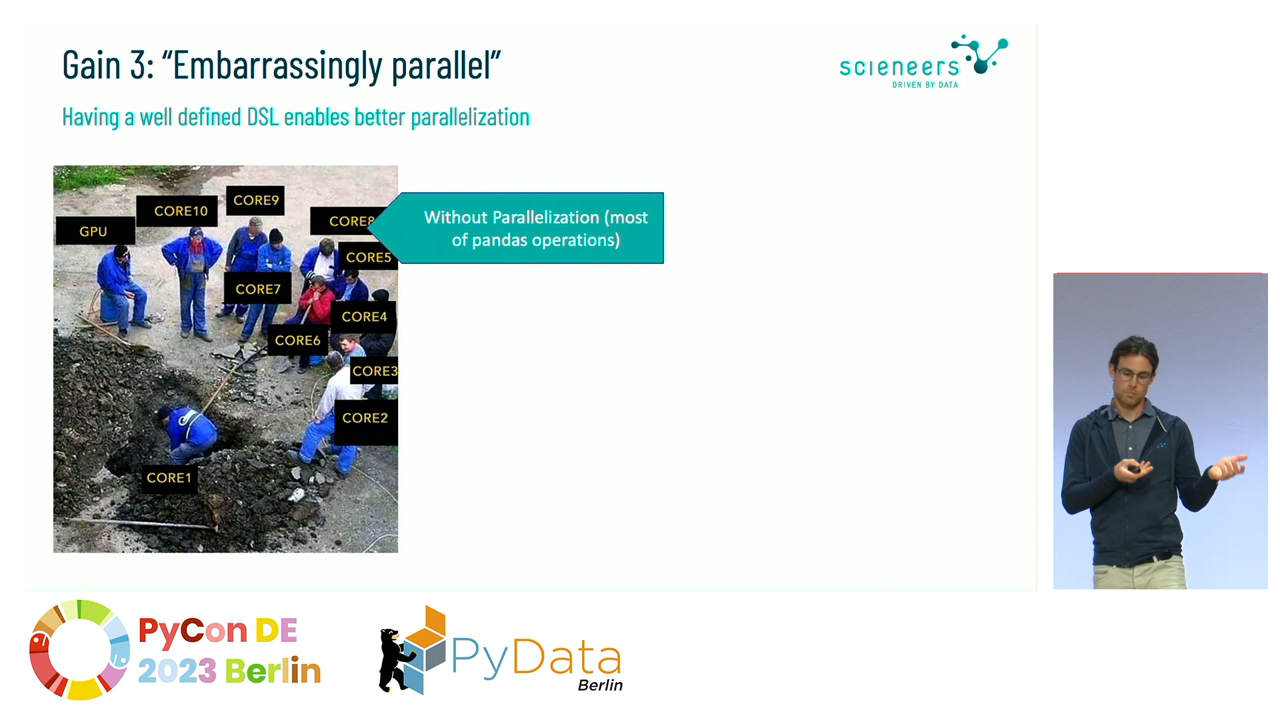 Gain 3: “Embarrassingly parallel”
scieneers
DRIVEN BY DATA
Having a well defined DSL enables better parallelization
GPU
CORE10
CORE9
CORE8
CORE5
CORE7
CORE4
CORE6
CORE3
CORE2
CORE1
Without Parallelization (most
of pandas operations)
PyCon DE
2023 Berlin
PyData
Berlin